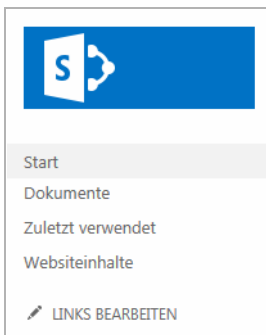 S
Start
Dokumente
Zuletzt verwendet
Websiteinhalte
LINKS BEARBEITEN